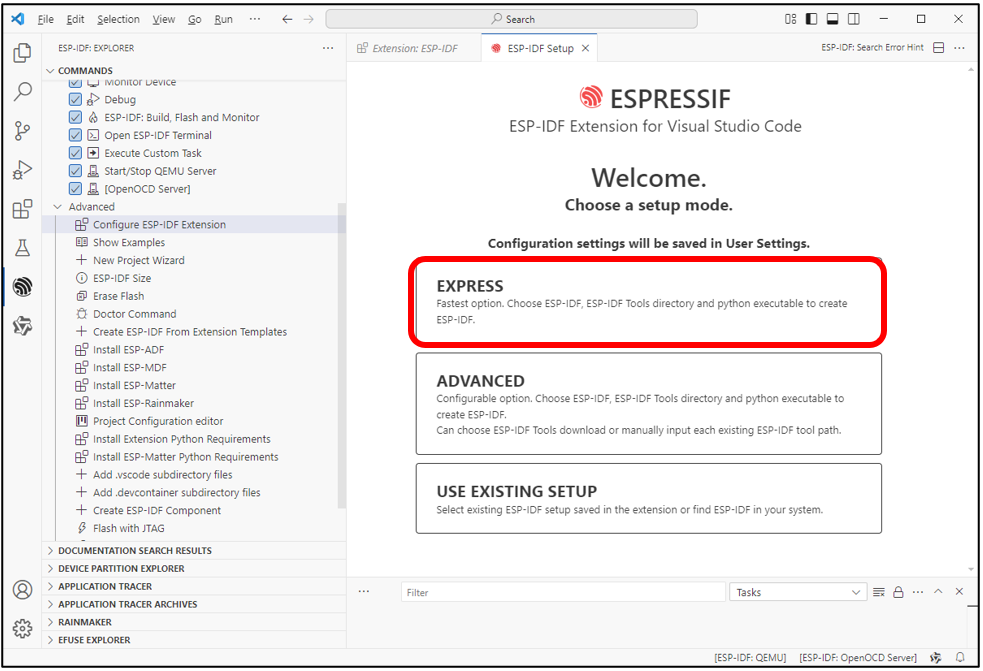 File Edit Selection View Go Run ··· Search
ESP-IDF: EXPLORER ···
COMMANDS
Monitor Device
Debug
ESP-IDF: Build, Flash and Monitor
Open ESP-IDF Terminal
Execute Custom Task
Start/Stop QEMU Server
[OpenOCD Server]
Advanced
Configure ESP-IDF Extension
Show Examples
New Project Wizard
ESP-IDF Size
Erase Flash
Doctor Command
Create ESP-IDF From Extension Templates
Install ESP-ADF
Install ESP-MDF
Install ESP-Matter
Install ESP-Rainmaker
Project Configuration editor
Install Extension Python Requirements
Install ESP-Matter Python Requirements
Add .vscode subdirectory files
Add .devcontainer subdirectory files
Create ESP-IDF Component
Flash with JTAG
DOCUMENTATION SEARCH RESULTS
DEVICE PARTITION EXPLORER
APPLICATION TRACER
APPLICATION TRACER ARCHIVES
RAINMAKER
EFUSE EXPLORER
Extension: ESP-IDF ESP-IDF Setup ESP-IDF: Search Error Hint ···
ESPRESSIF
ESP-IDF Extension for Visual Studio Code
Welcome.
Choose a setup mode.
Configuration settings will be saved in User Settings.
EXPRESS
Fastest option. Choose ESP-IDF, ESP-IDF Tools directory and python executable to create
ESP-IDF.
ADVANCED
Configurable option. Choose ESP-IDF, ESP-IDF Tools directory and python executable to
create ESP-IDF.
Can choose ESP-IDF Tools download or manually input each existing ESP-IDF tool path.
USE EXISTING SETUP
Select existing ESP-IDF setup saved in the extension or find ESP-IDF in your system.
··· Filter Tasks ···
[ESP-IDF: QEMU] [ESP-IDF: OpenOCD Server]